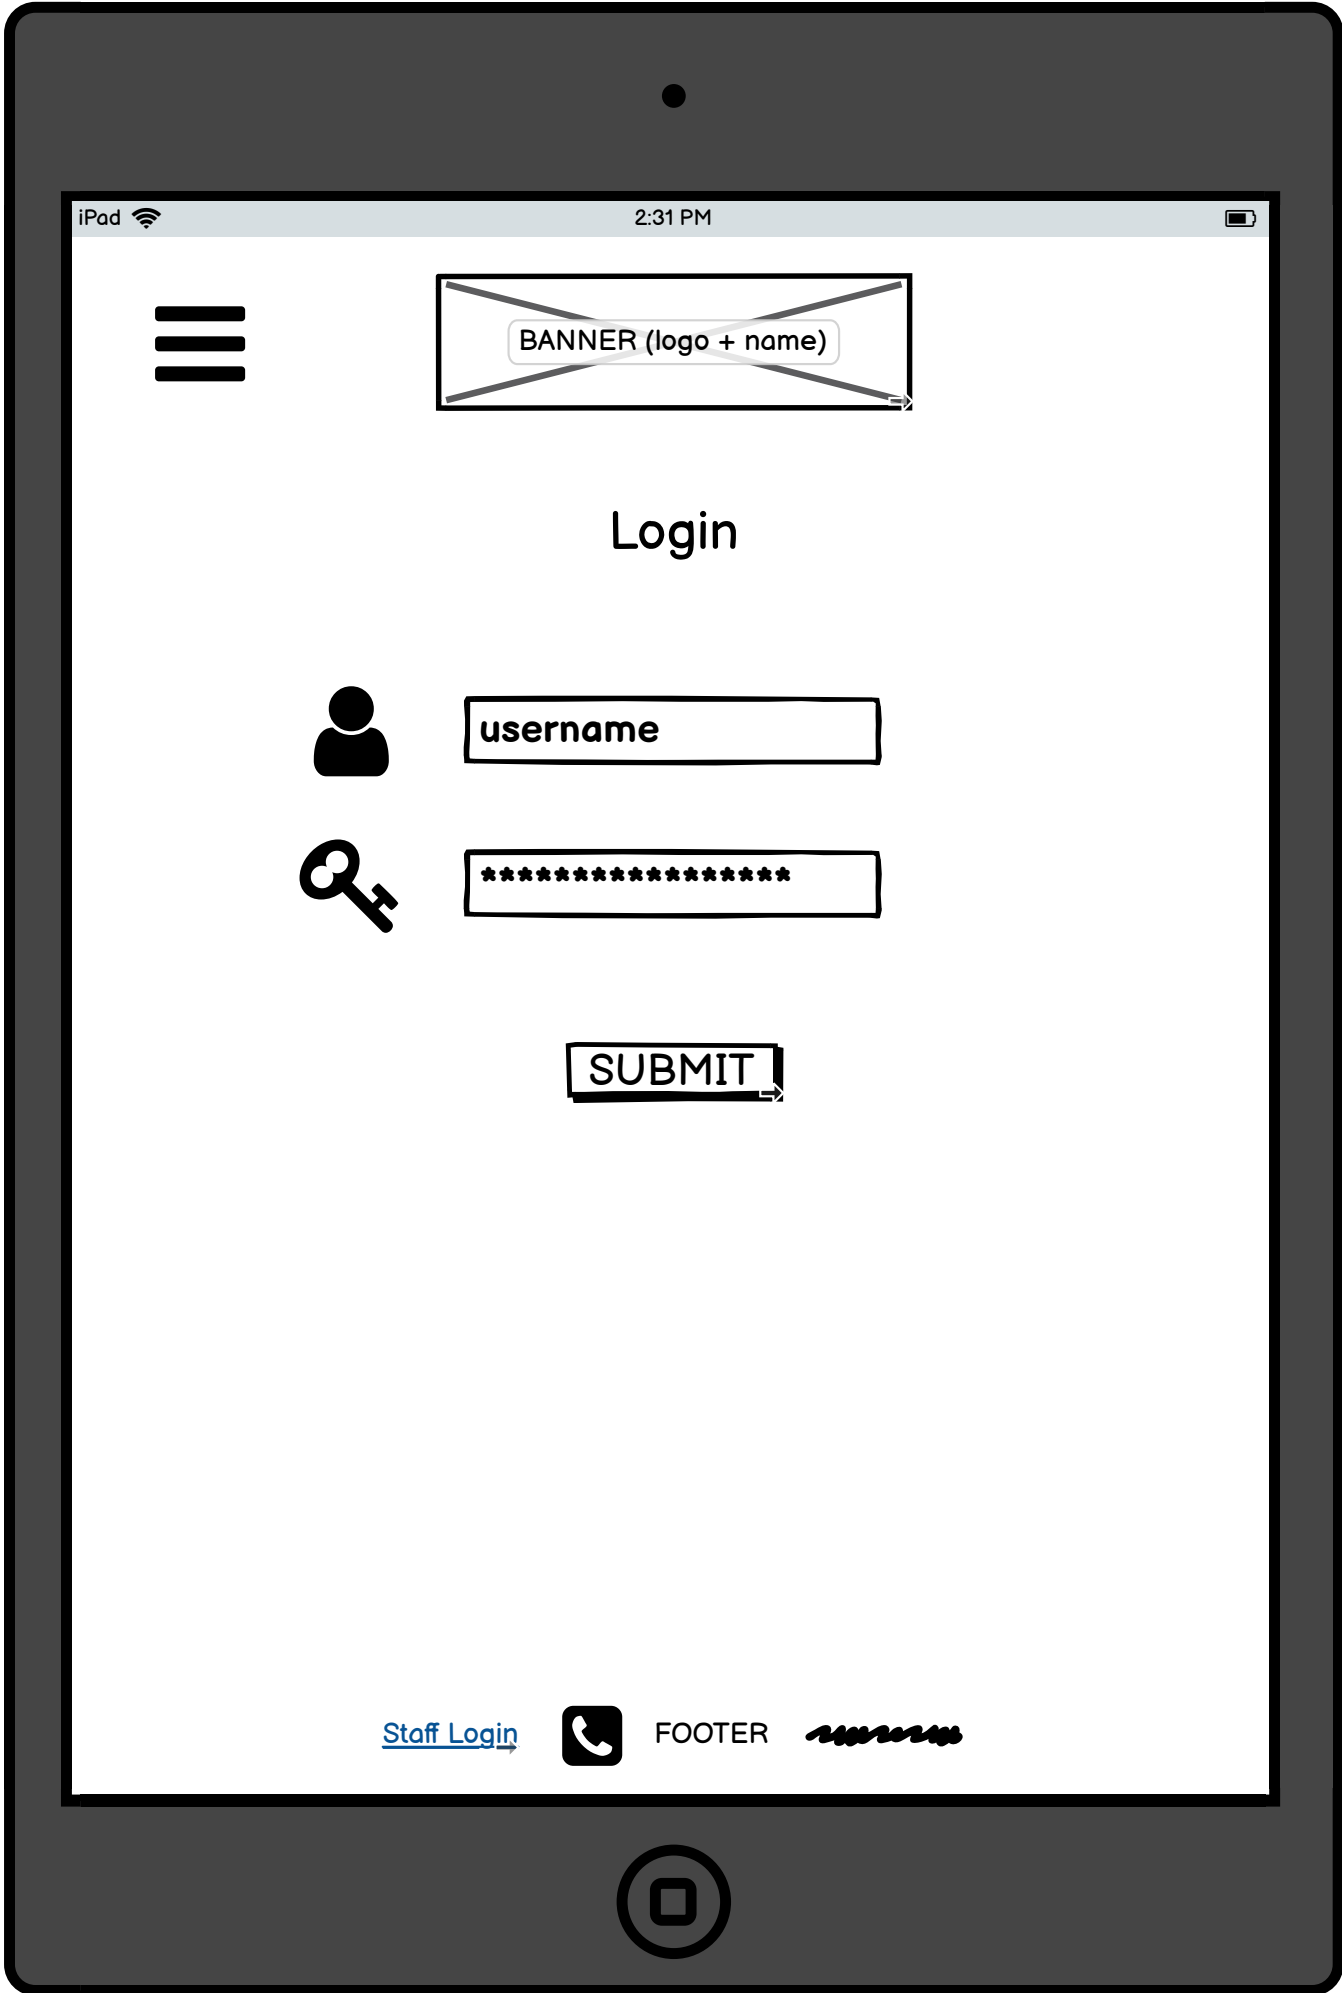 iPad 2:31 PM
BANNER (logo + name)
Login
username
*****************
SUBMIT
Staff Login FOOTER